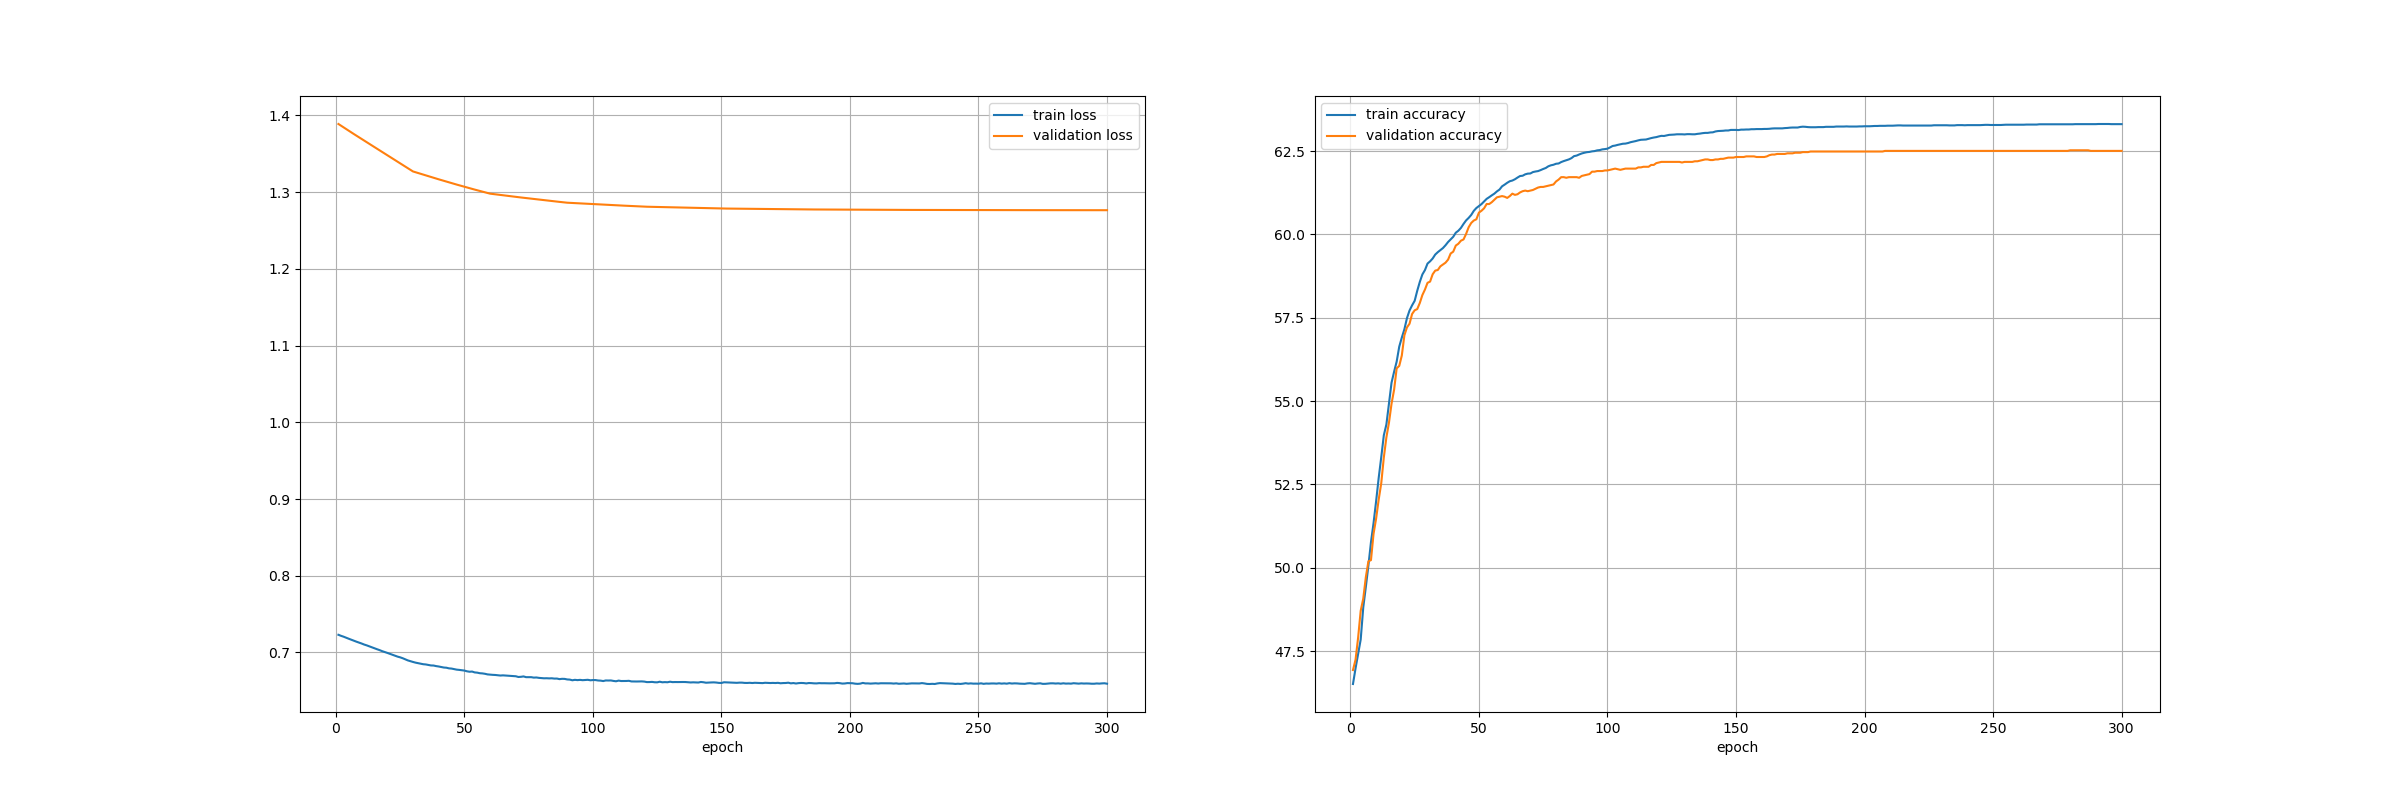 train loss
validation loss
1.4
1.3
1.2
1.1
1.0
0.9
0.8
0.7
0 50 100 150 200 250 300
epoch
train accuracy
validation accuracy
62.5
60.0
57.5
55.0
52.5
50.0
47.5
0 50 100 150 200 250 300
epoch